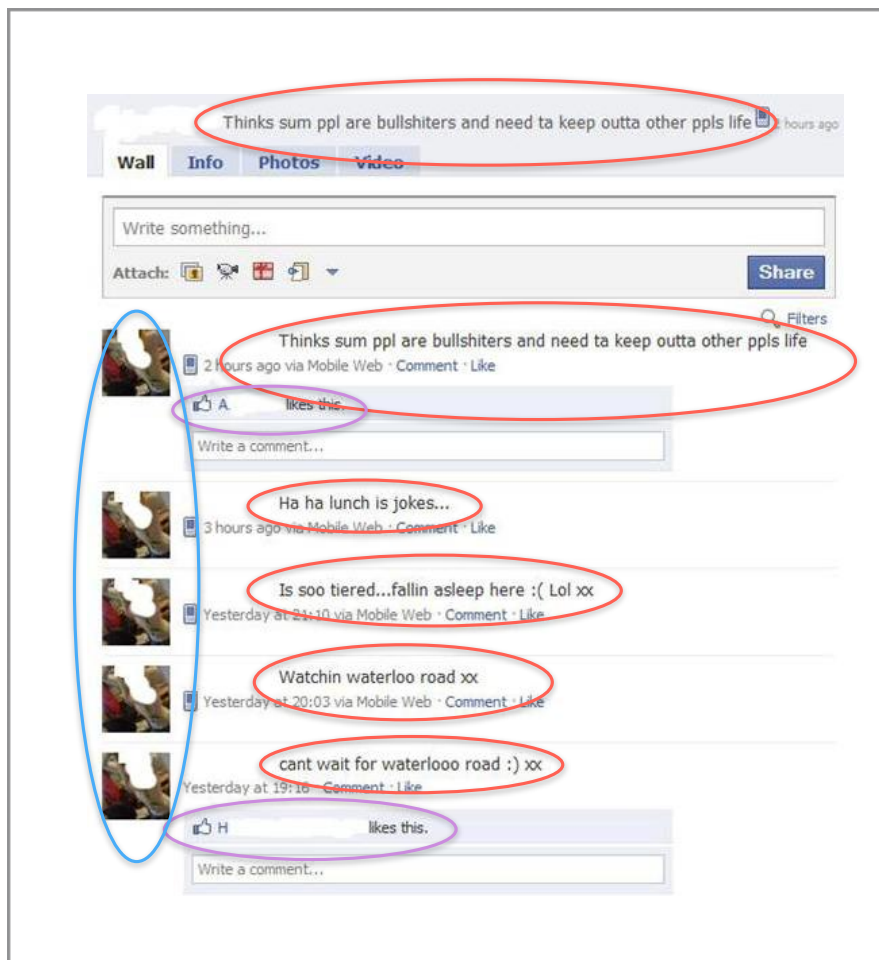 Thinks sum ppl are bullshiters and need ta keep outta other ppls life 2 hours ago
Wall Info Photos Video
Write something...
Attach: Share
Filters
Thinks sum ppl are bullshiters and need ta keep outta other ppls life
2 hours ago via Mobile Web · Comment · Like
A. likes this.
Write a comment...
Ha ha lunch is jokes...
3 hours ago via Mobile Web · Comment · Like
Is soo tiered...fallin asleep here :( Lol xx
Yesterday at 21:10 via Mobile Web · Comment · Like
Watchin waterloo road xx
Yesterday at 20:03 via Mobile Web · Comment · Like
cant wait for waterlooo road :) xx
Yesterday at 19:16 · Comment · Like
H likes this.
Write a comment...